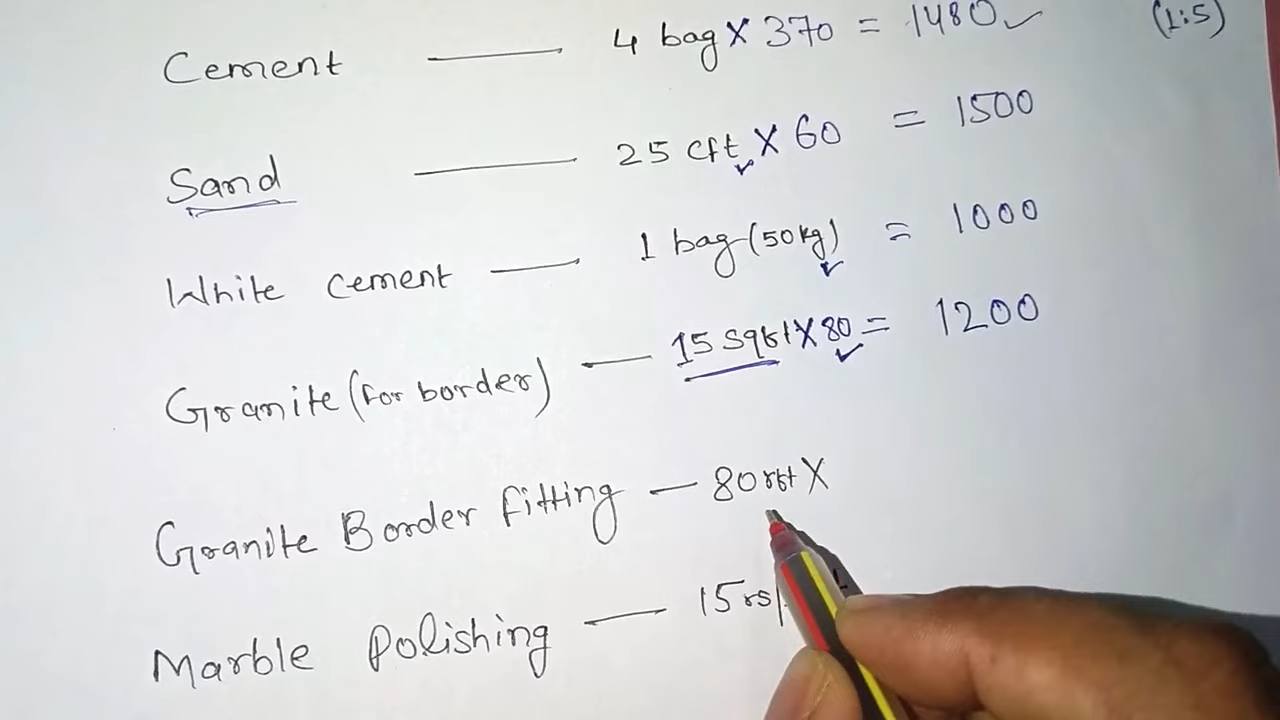 (1:5)
Cement — 4 bag X 370 = 1480 ✓
Sand — 25 cft X 60 = 1500
White cement — 1 bag (50kg) = 1000
Granite (for border) — 15 sqft X 80 = 1200
Granite Border fitting — 80 rft X
Marble Polishing — 15 rs/